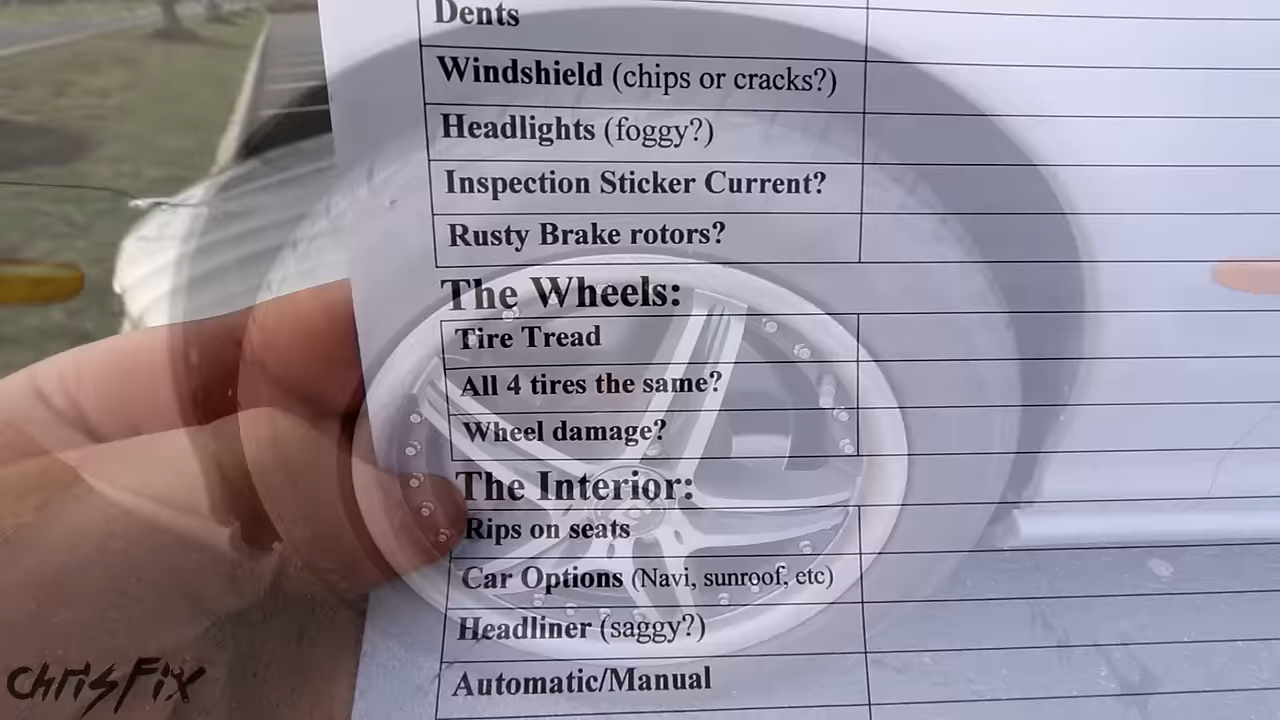 Dents
Windshield (chips or cracks?)
Headlights (foggy?)
Inspection Sticker Current?
Rusty Brake rotors?
The Wheels:
Tire Tread
All 4 tires the same?
Wheel damage?
The Interior:
Rips on seats
Car Options (Navi, sunroof, etc)
Headliner (saggy?)
Automatic/Manual
ChrisFix